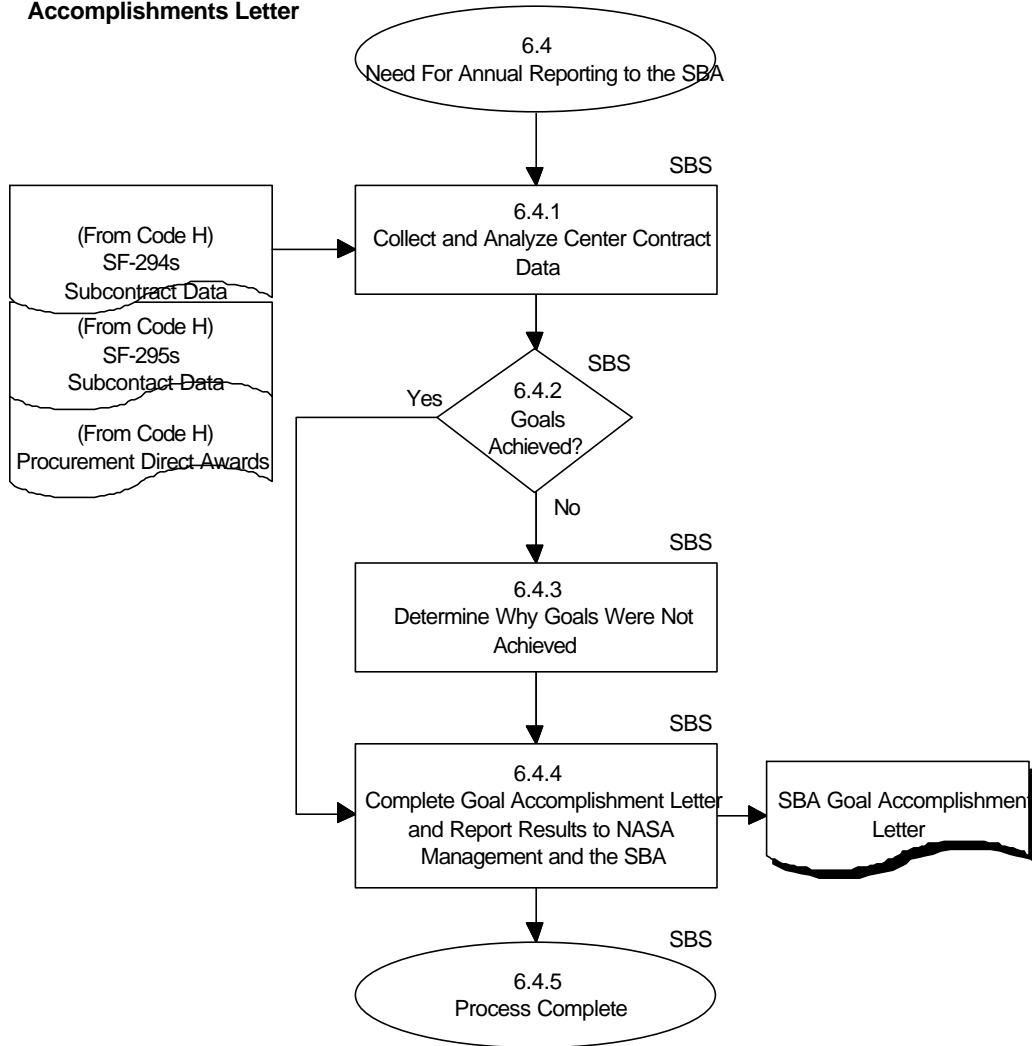 Accomplishments Letter
6.4
Need For Annual Reporting to the SBA
SBS
6.4.1
Collect and Analyze Center Contract
Data
(From Code H)
SF-294s
Subcontract Data
(From Code H)
SF-295s
Subcontact Data
(From Code H)
Procurement Direct Awards
SBS
6.4.2
Goals
Achieved?
Yes
No
SBS
6.4.3
Determine Why Goals Were Not
Achieved
SBS
6.4.4
Complete Goal Accomplishment Letter
and Report Results to NASA
Management and the SBA
SBA Goal Accomplishment
Letter
SBS
6.4.5
Process Complete